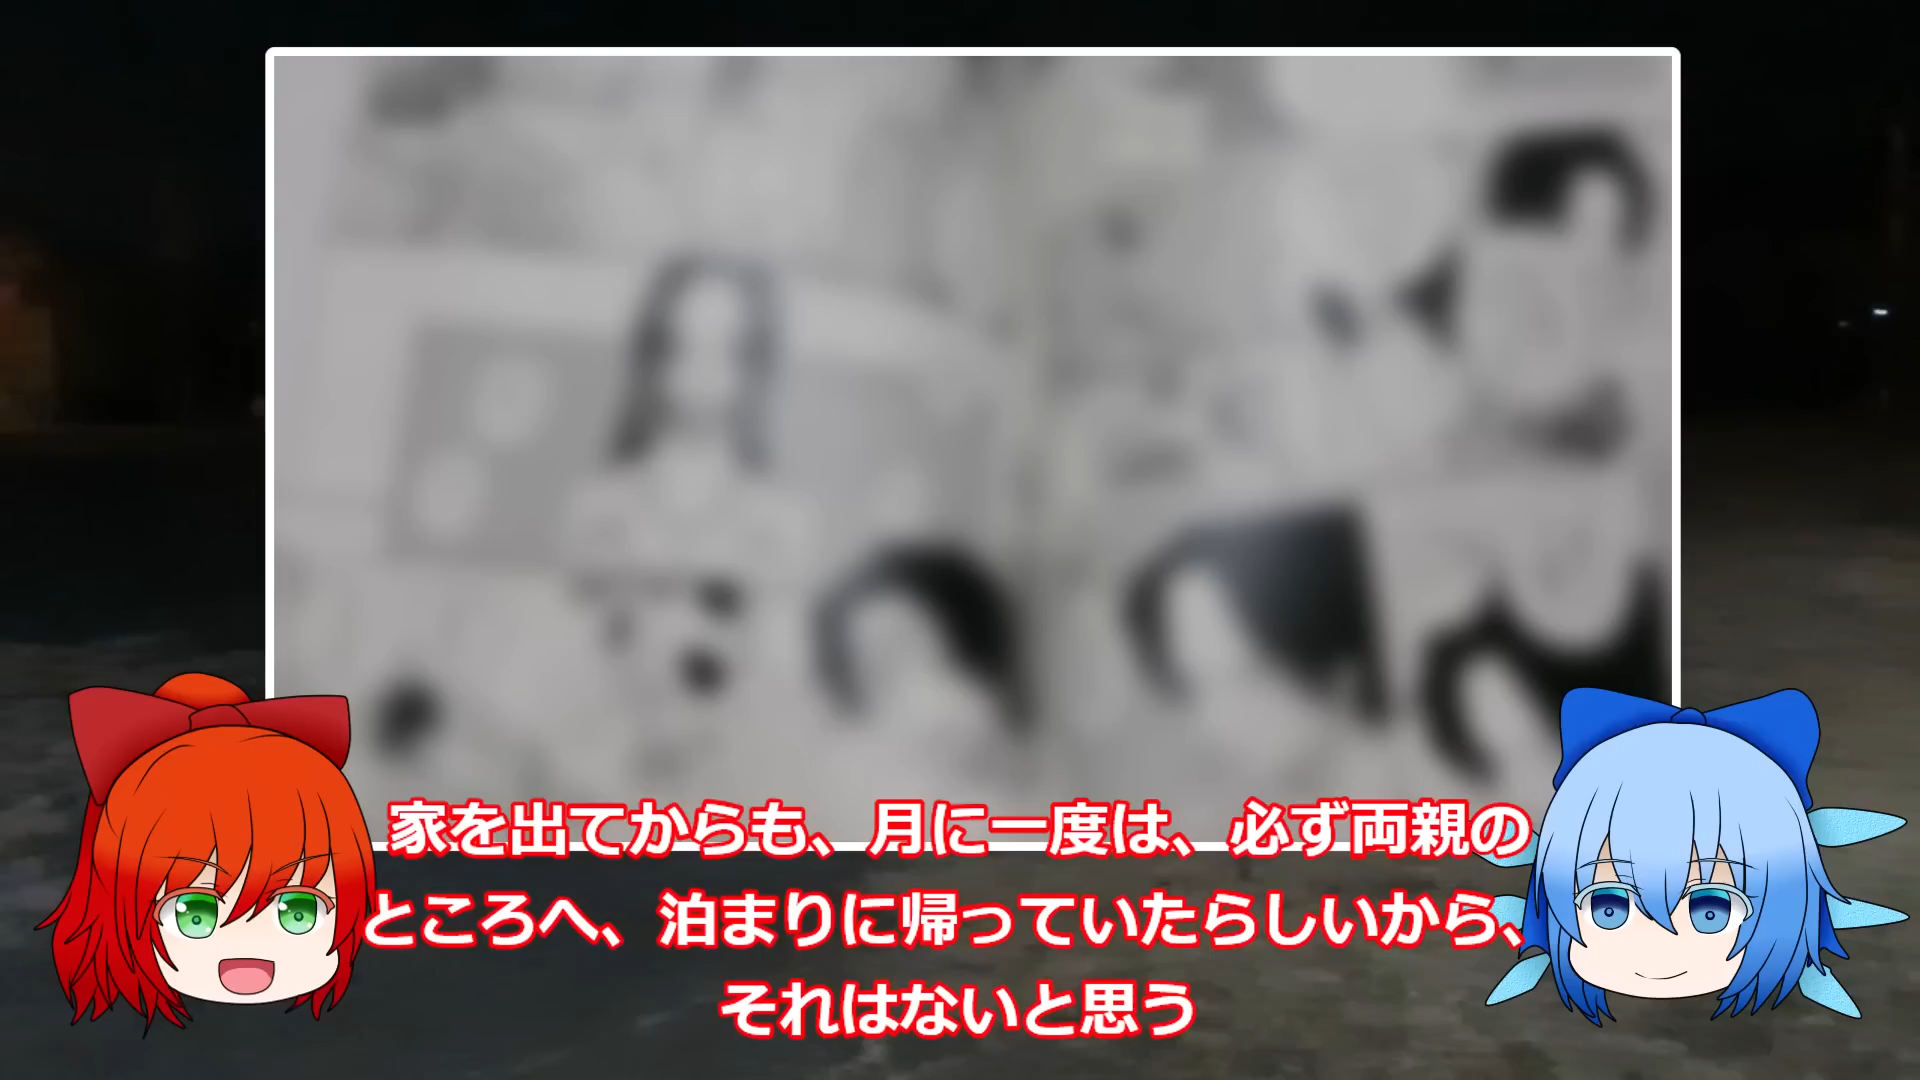 家を出てからも、月に一度は、必ず両親の
ところへ、泊まりに帰っていたらしいから、
それはないと思う